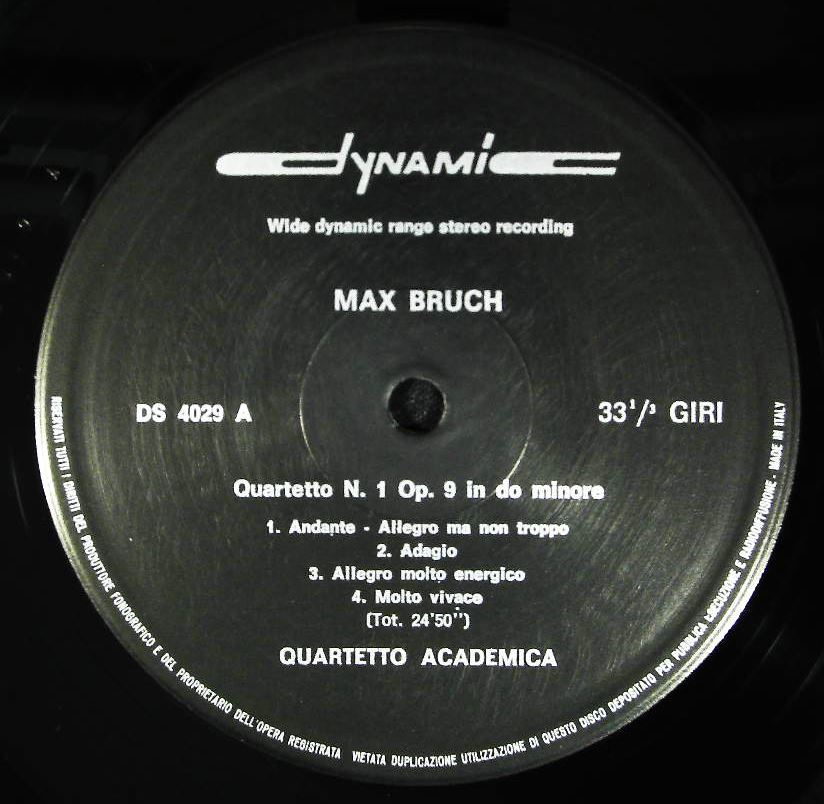 dynamic
Wide dynamic range stereo recording
MAX BRUCH
DS 4029 A
33 1/3 GIRI
Quartetto N. 1 Op. 9 in do minore
1. Andante - Allegro ma non troppo
2. Adagio
3. Allegro molto energico
4. Molto vivace
(Tot. 24'50'')
QUARTETTO ACADEMICA
RISERVATI TUTTI I DIRITTI DEL PRODUTTORE FONOGRAFICO E DEL PROPRIETARIO DELL'OPERA REGISTRATA VIETATA DUPLICAZIONE UTILIZZAZIONE DI QUESTO DISCO DEPOSITATO PER PUBBLICA ESECUZIONE E RADIODIFFUSIONE. MADE IN ITALY